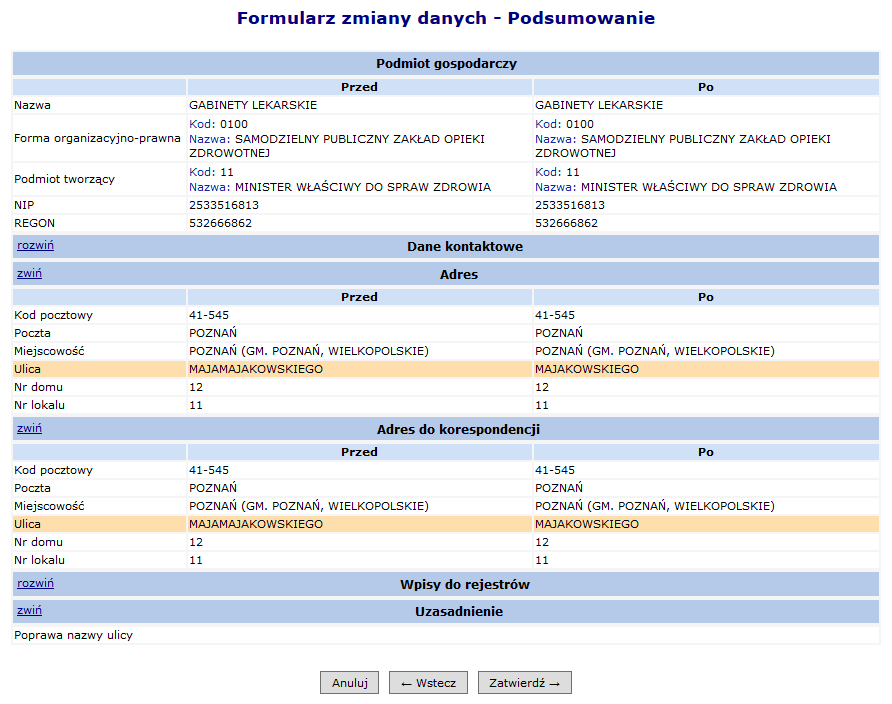 Formularz zmiany danych - Podsumowanie
Podmiot gospodarczy
Przed Po
Nazwa GABINETY LEKARSKIE GABINETY LEKARSKIE
Forma organizacyjno-prawna Kod: 0100 Kod: 0100
Nazwa: SAMODZIELNY PUBLICZNY ZAKŁAD OPIEKI Nazwa: SAMODZIELNY PUBLICZNY ZAKŁAD OPIEKI
ZDROWOTNEJ ZDROWOTNEJ
Podmiot tworzący Kod: 11 Kod: 11
Nazwa: MINISTER WŁAŚCIWY DO SPRAW ZDROWIA Nazwa: MINISTER WŁAŚCIWY DO SPRAW ZDROWIA
NIP 2533516813 2533516813
REGON 532666862 532666862
rozwiń Dane kontaktowe
zwiń Adres
Przed Po
Kod pocztowy 41-545 41-545
Poczta POZNAŃ POZNAŃ
Miejscowość POZNAŃ (GM. POZNAŃ, WIELKOPOLSKIE) POZNAŃ (GM. POZNAŃ, WIELKOPOLSKIE)
Ulica MAJAMAJAKOWSKIEGO MAJAKOWSKIEGO
Nr domu 12 12
Nr lokalu 11 11
zwiń Adres do korespondencji
Przed Po
Kod pocztowy 41-545 41-545
Poczta POZNAŃ POZNAŃ
Miejscowość POZNAŃ (GM. POZNAŃ, WIELKOPOLSKIE) POZNAŃ (GM. POZNAŃ, WIELKOPOLSKIE)
Ulica MAJAMAJAKOWSKIEGO MAJAKOWSKIEGO
Nr domu 12 12
Nr lokalu 11 11
rozwiń Wpisy do rejestrów
zwiń Uzasadnienie
Poprawa nazwy ulicy
Anuluj ← Wstecz Zatwierdź →